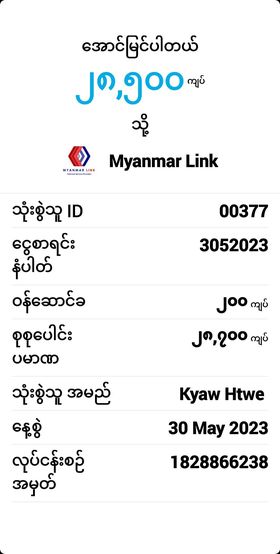 အောင်မြင်ပါတယ်
၂၈,၅၀၀ ကျပ်
သို့
MYANMAR LINK
Myanmar Link
သုံးစွဲသူ ID 00377
ငွေစာရင်း 3052023
နံပါတ်
ဝန်ဆောင်ခ ၂၀၀ ကျပ်
စုစုပေါင်း ၂၈,၇၀၀ ကျပ်
ပမာဏ
သုံးစွဲသူ အမည် Kyaw Htwe
နေ့စွဲ 30 May 2023
လုပ်ငန်းစဉ် 1828866238
အမှတ်